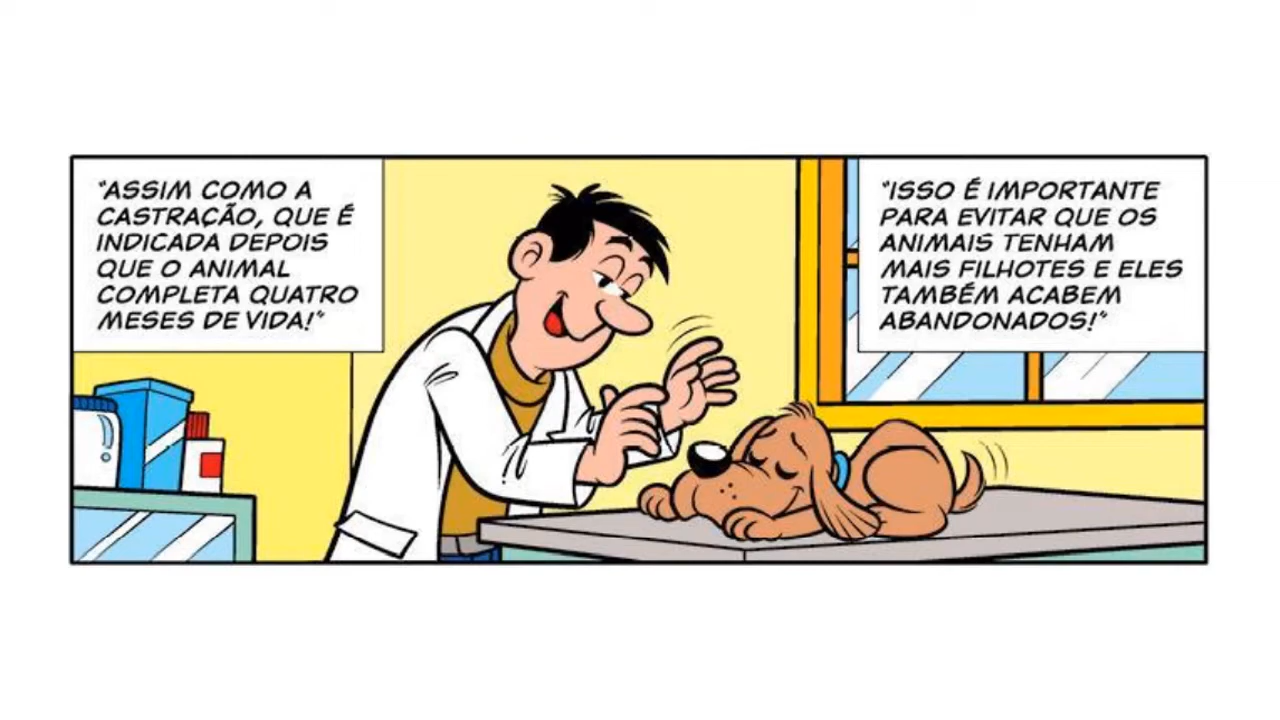 "ASSIM COMO A
CASTRAÇÃO, QUE É
INDICADA DEPOIS
QUE O ANIMAL
COMPLETA QUATRO
MESES DE VIDA!"
"ISSO É IMPORTANTE
PARA EVITAR QUE OS
ANIMAIS TENHAM
MAIS FILHOTES E ELES
TAMBÉM ACABEM
ABANDONADOS!"